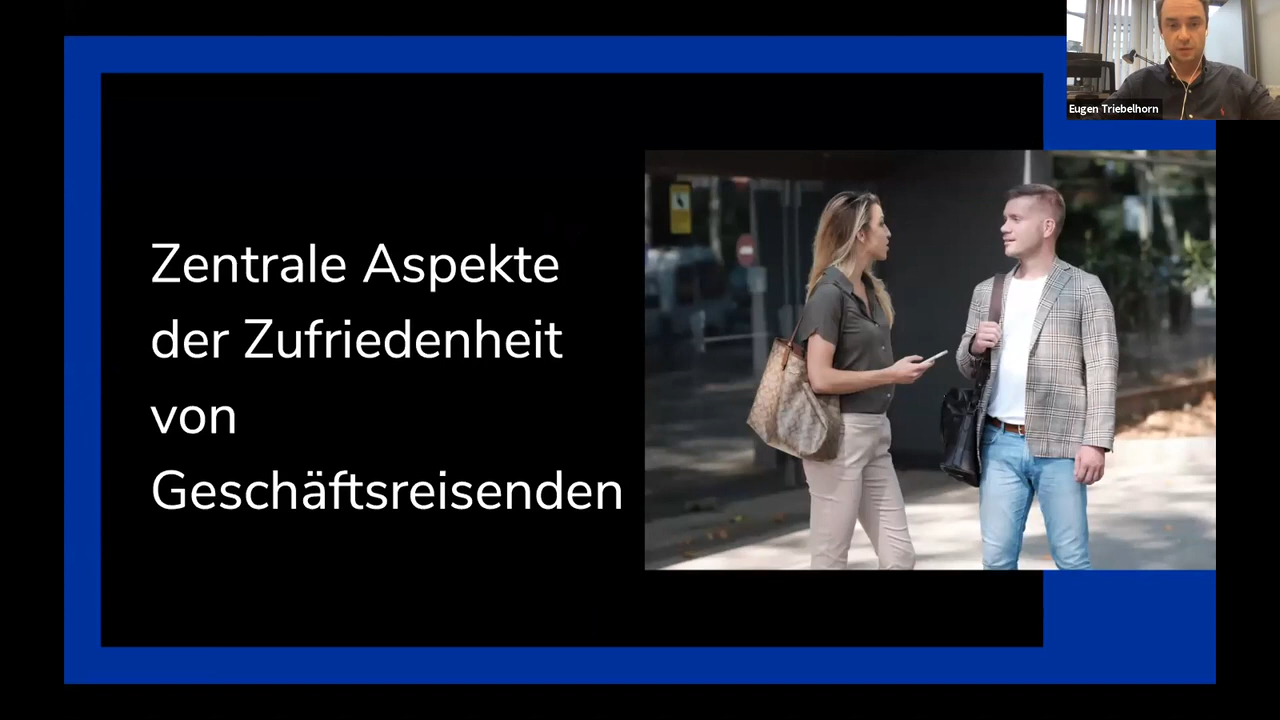 Zentrale Aspekte
der Zufriedenheit
von
Geschäftsreisenden
Eugen Triebelhorn